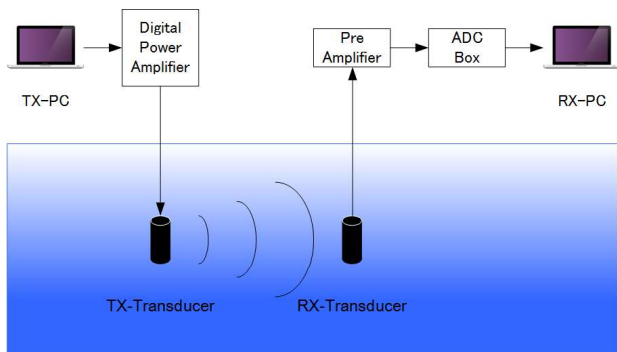 Digital
Power
Amplifier
Pre
Amplifier
ADC
Box
TX-PC
RX-PC
TX-Transducer
RX-Transducer